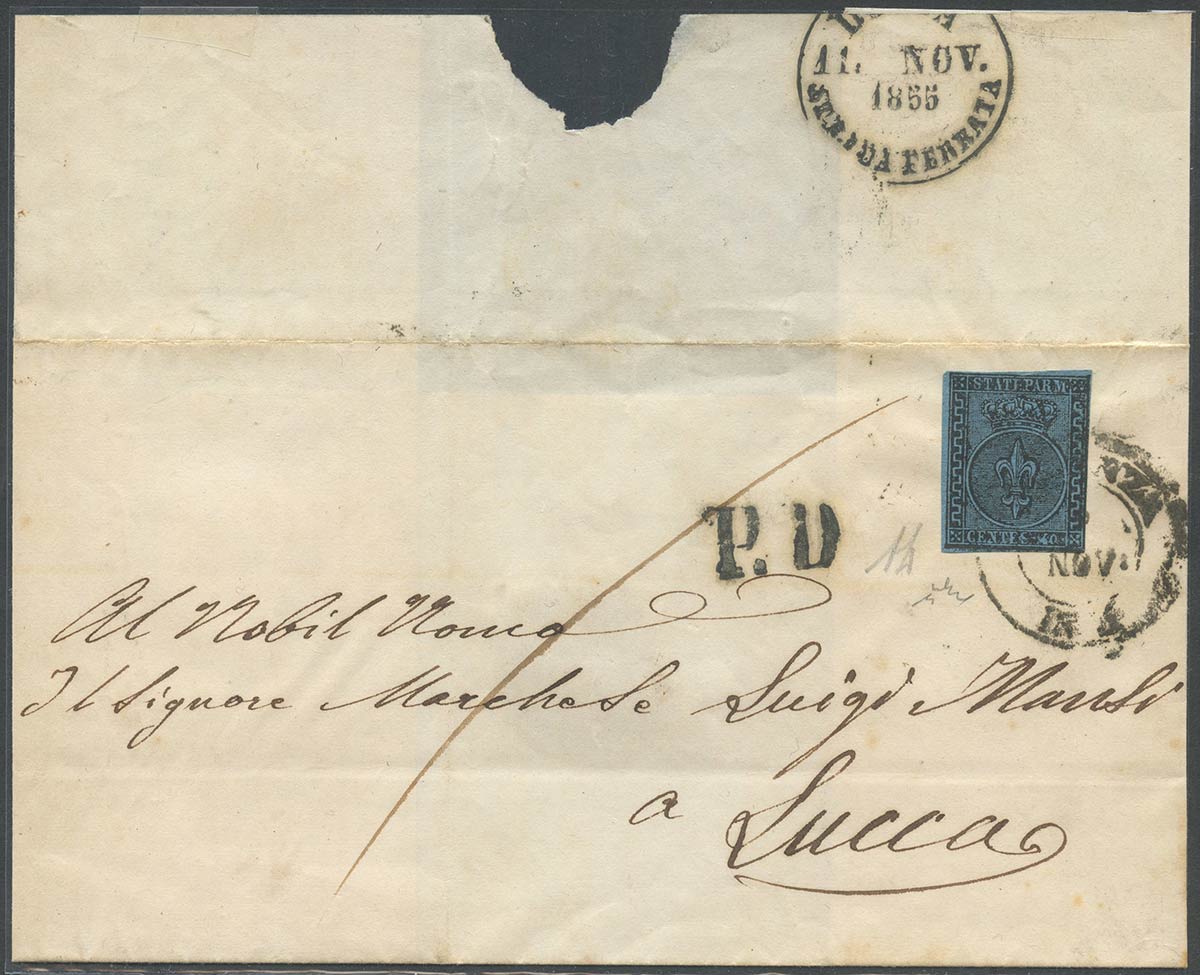 11. NOV.
1855
STRADA FERRATA
STATI PARM.
CENTES. 40
P. D
NOV.
Al Nobil Uomo
Il Signore Marchese Luigi Mansi
a Lucca